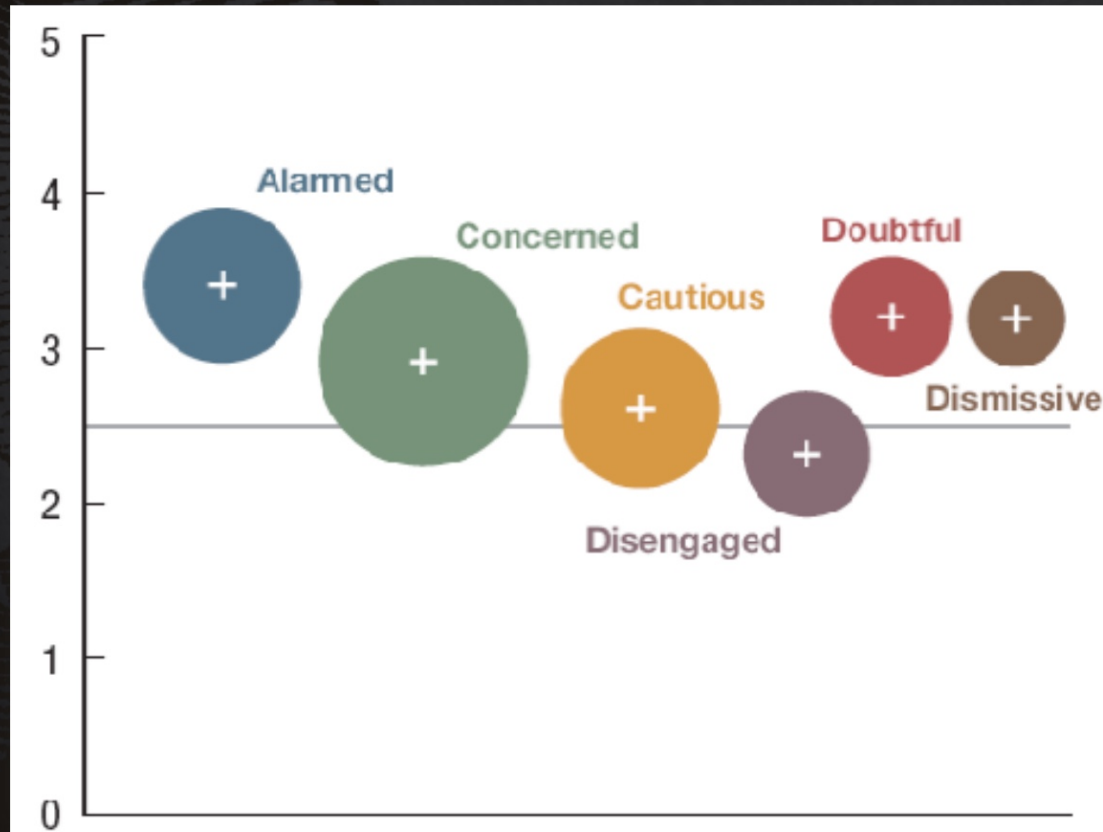 5
Alarmed
4
Concerned
Doubtful
Cautious
3
Dismissive
2
Disengaged
1
0